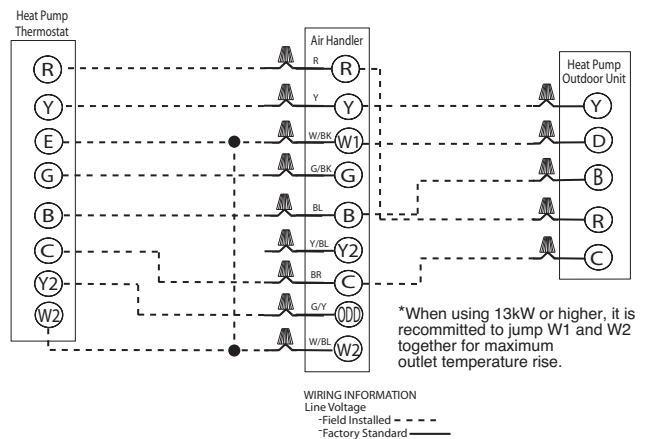 Heat Pump
Thermostat
R
Y
E
G
B
C
Y2
W2
Air Handler
R R
Y Y
W/BK W1
G/BK G
BL B
Y/BL Y2
BR C
G/Y ODD
W/BL W2
Heat Pump
Outdoor Unit
Y
D
B
R
C
*When using 13kW or higher, it is
recommitted to jump W1 and W2
together for maximum
outlet temperature rise.
WIRING INFORMATION
Line Voltage
-Field Installed
-Factory Standard